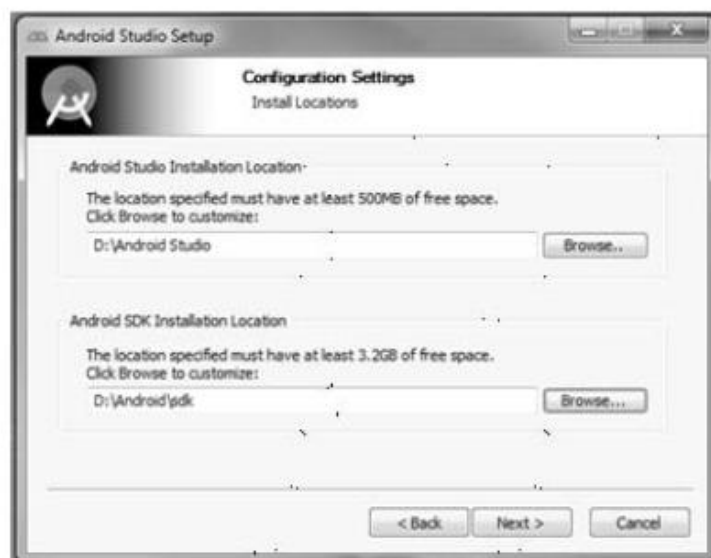 Android Studio Setup
Configuration Settings
Install Locations
Android Studio Installation Location
The location specified must have at least 500MB of free space.
Click Browse to customize:
D:\Android Studio
Browse..
Android SDK Installation Location
The location specified must have at least 3.2GB of free space.
Click Browse to customize:
D:\Android\sdk
Browse...
< Back
Next >
Cancel